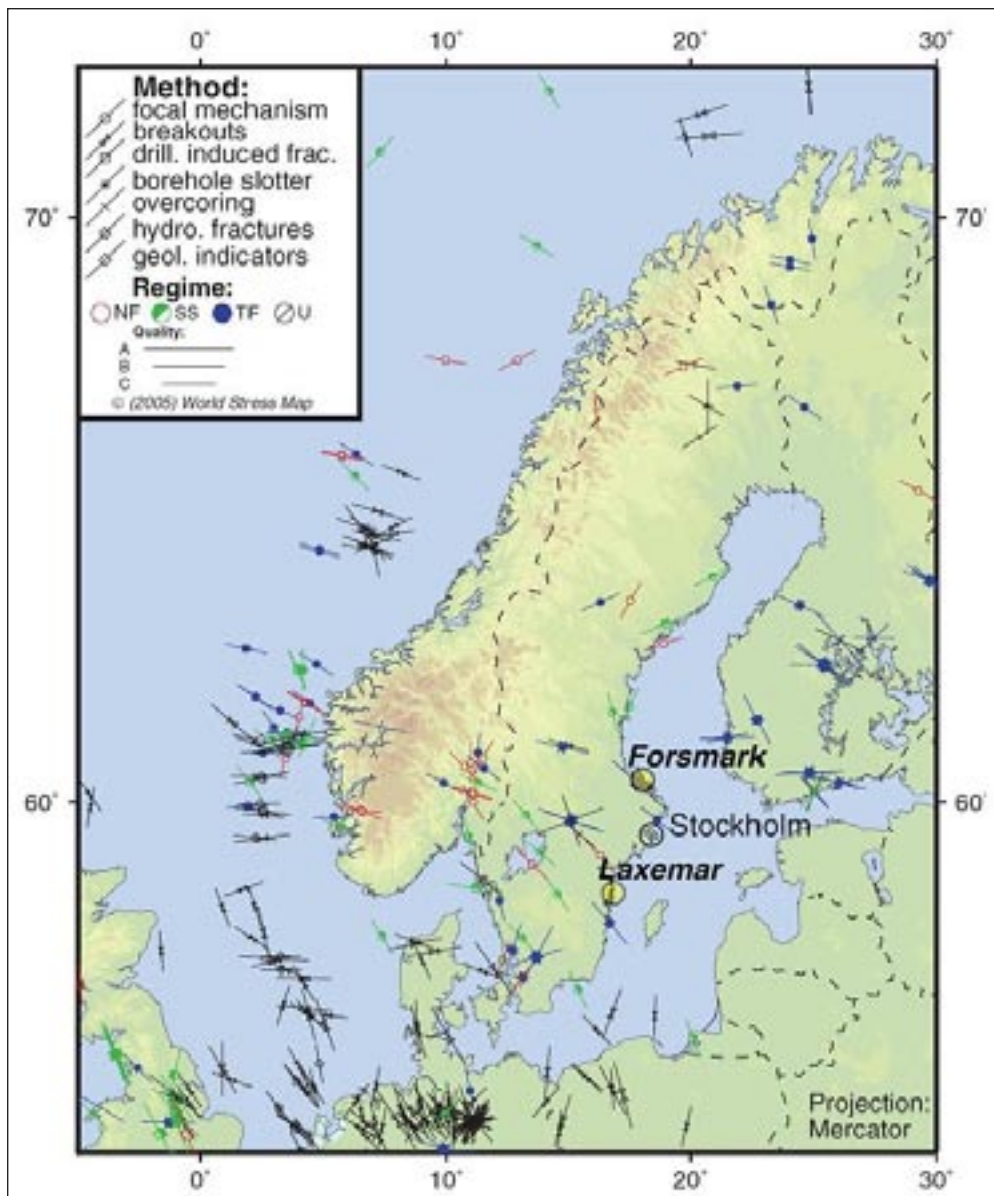 0° 10° 20° 30°
Method:
focal mechanism
breakouts
drill. induced frac.
borehole slotter
overcoring
hydro. fractures
geol. indicators
Regime:
NF SS TF U
Quality:
A
B
C
© (2005) World Stress Map
70° 70°
Forsmark
60° 60°
Stockholm
Laxemar
Projection:
Mercator
0° 10° 20° 30°